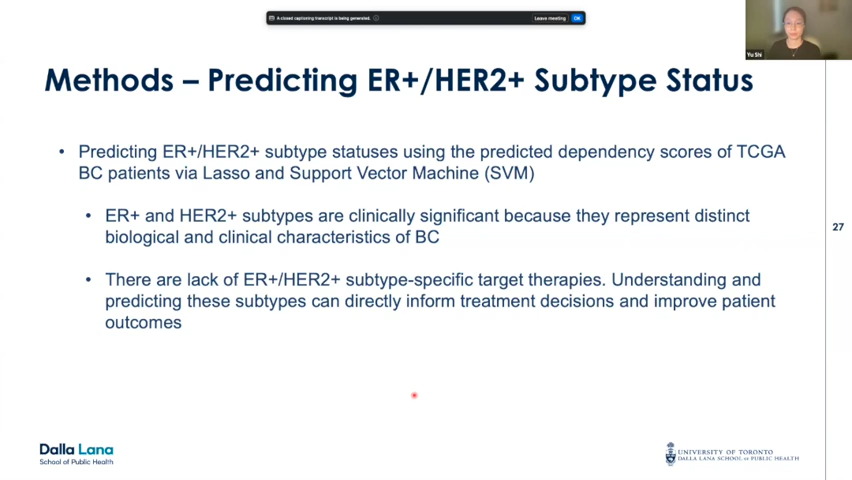 A closed captioning transcript is being generated.
Leave meeting
OK
Yu Shi
Methods – Predicting ER+/HER2+ Subtype Status
• Predicting ER+/HER2+ subtype statuses using the predicted dependency scores of TCGA
BC patients via Lasso and Support Vector Machine (SVM)
• ER+ and HER2+ subtypes are clinically significant because they represent distinct
biological and clinical characteristics of BC
27
• There are lack of ER+/HER2+ subtype-specific target therapies. Understanding and
predicting these subtypes can directly inform treatment decisions and improve patient
outcomes
Dalla Lana
School of Public Health
UNIVERSITY OF TORONTO
DALLA LANA SCHOOL OF PUBLIC HEALTH